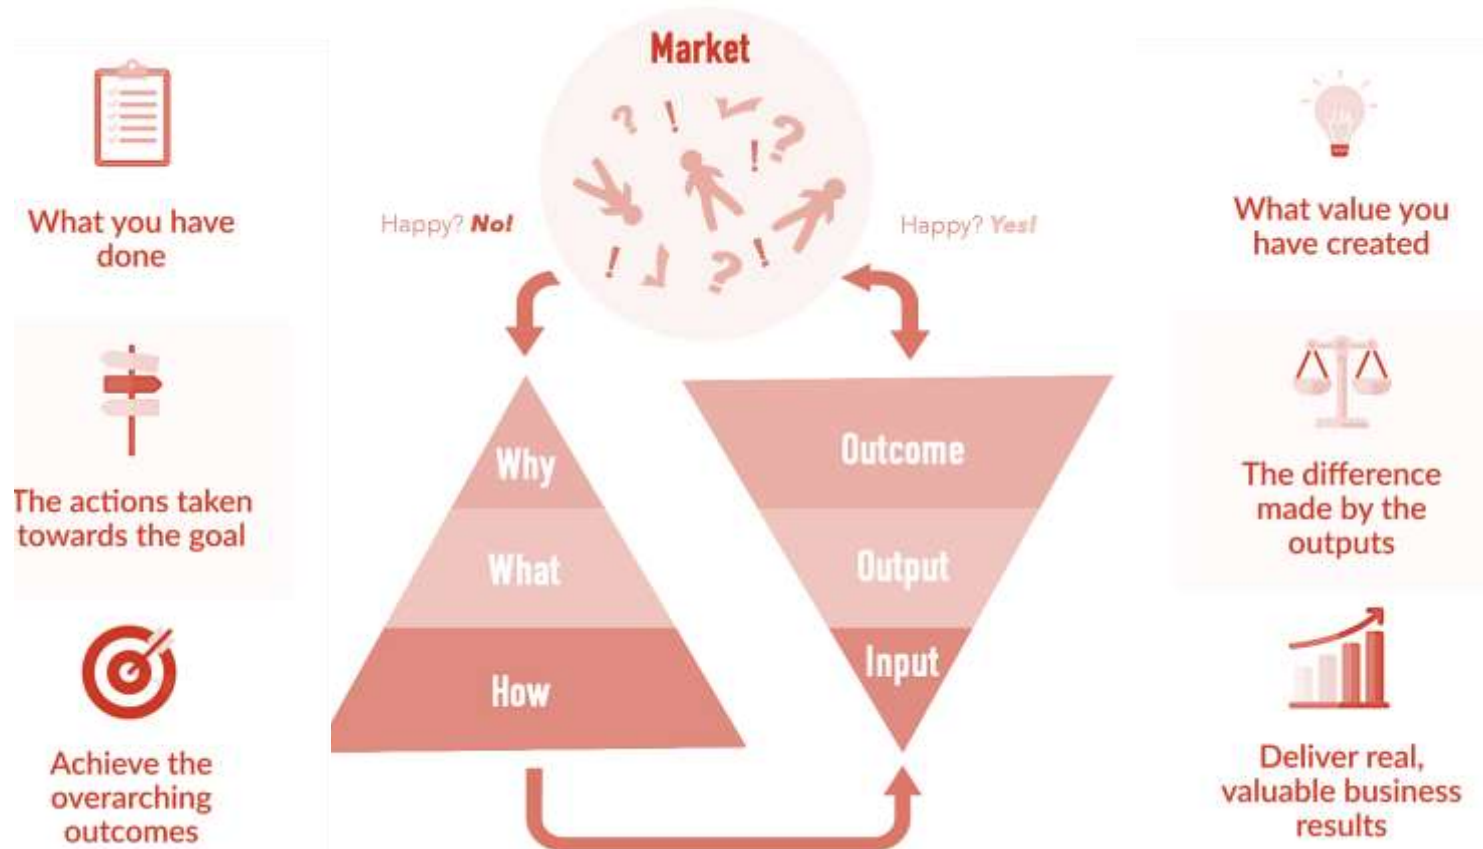 Market
Happy? No!
Happy? Yes!
What you have
done
The actions taken
towards the goal
Achieve the
overarching
outcomes
Why
What
How
Outcome
Output
Input
What value you
have created
The difference
made by the
outputs
Deliver real,
valuable business
results